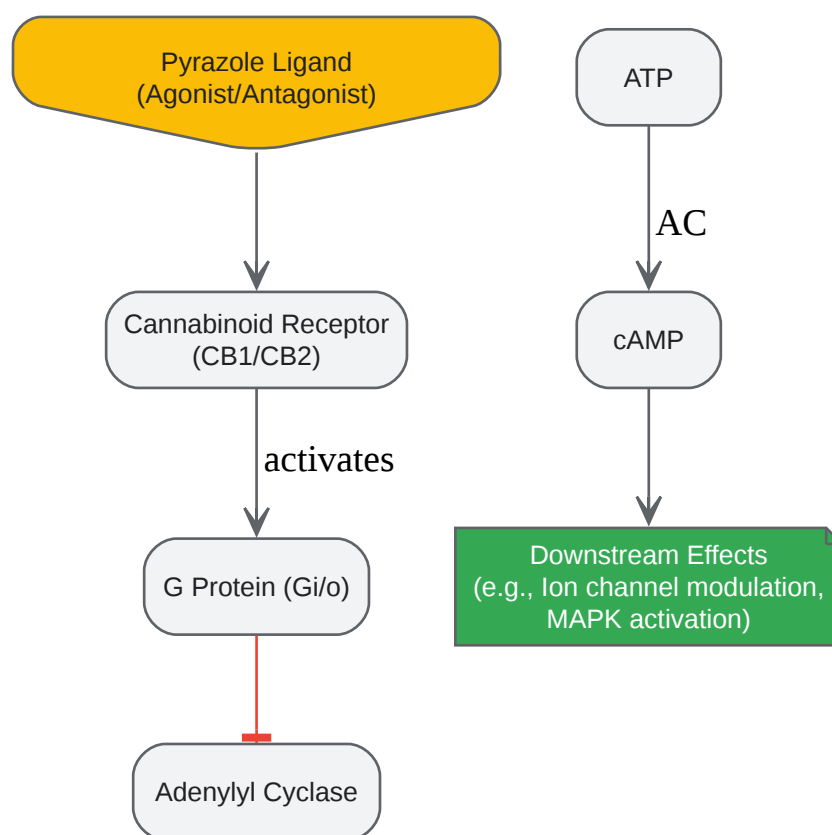 Pyrazole Ligand
(Agonist/Antagonist)
Cannabinoid Receptor
(CB1/CB2)
activates
G Protein (Gi/o)
Adenylyl Cyclase
ATP
AC
cAMP
Downstream Effects
(e.g., Ion channel modulation,
MAPK activation)